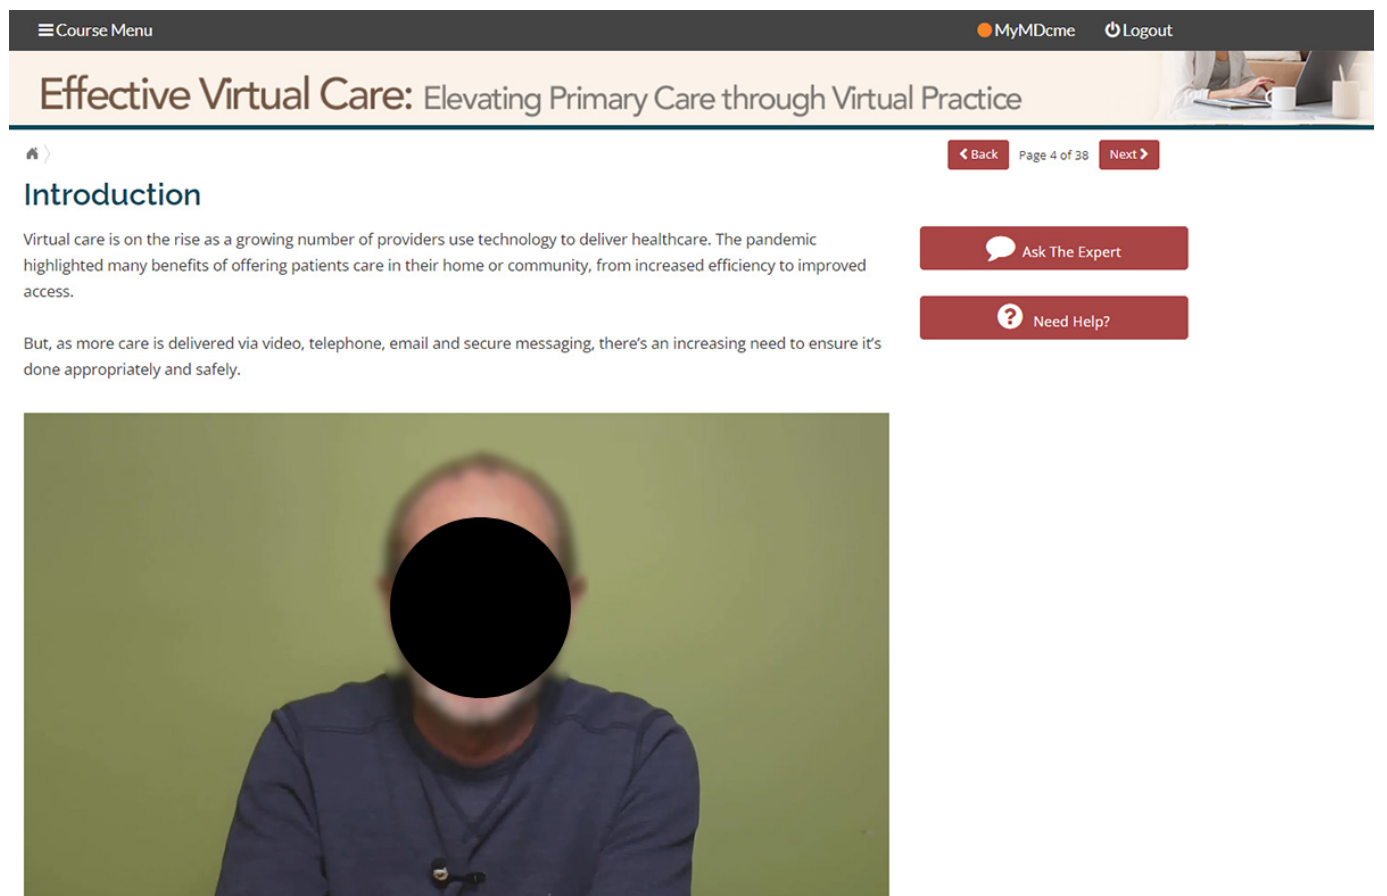 Course Menu
MyMDcme
Logout
Effective Virtual Care: Elevating Primary Care through Virtual Practice
Back Page 4 of 38 Next
Introduction
Virtual care is on the rise as a growing number of providers use technology to deliver healthcare. The pandemic
highlighted many benefits of offering patients care in their home or community, from increased efficiency to improved
access.
But, as more care is delivered via video, telephone, email and secure messaging, there’s an increasing need to ensure it’s
done appropriately and safely.
Ask The Expert
Need Help?